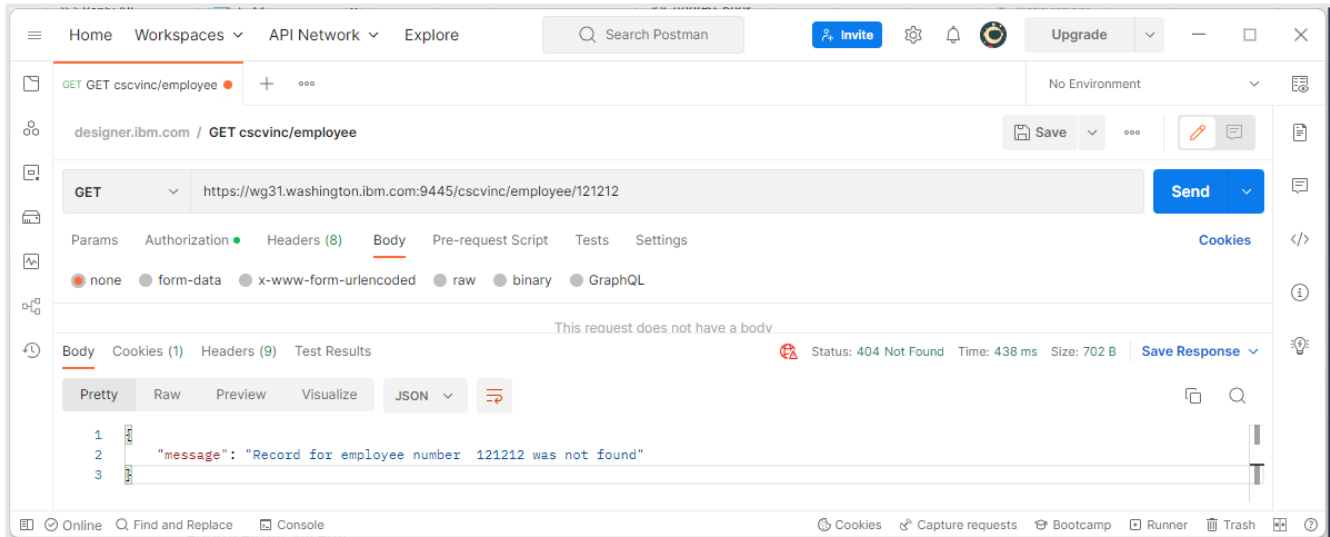 Home Workspaces API Network Explore Search Postman Invite Upgrade
GET GET cscvinc/employee No Environment
designer.ibm.com / GET cscvinc/employee Save
GET https://wg31.washington.ibm.com:9445/cscvinc/employee/121212 Send
Params Authorization Headers (8) Body Pre-request Script Tests Settings Cookies
none form-data x-www-form-urlencoded raw binary GraphQL
This request does not have a body
Body Cookies (1) Headers (9) Test Results Status: 404 Not Found Time: 438 ms Size: 702 B Save Response
Pretty Raw Preview Visualize JSON
1 {
2 "message": "Record for employee number  121212 was not found"
3 }
Online Find and Replace Console Cookies Capture requests Bootcamp Runner Trash